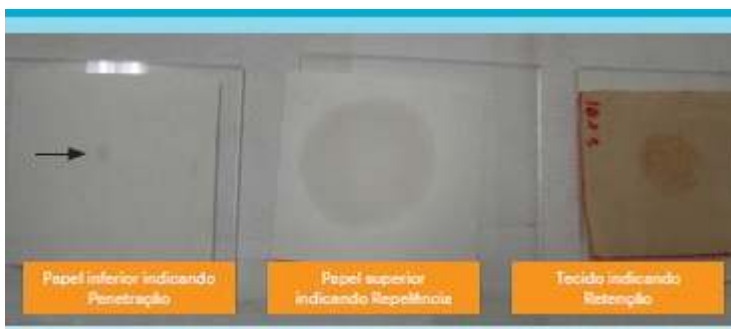 Papel inferior indicando
Penetração
Papel superior
indicando Repelência
Tecido indicando
Retenção